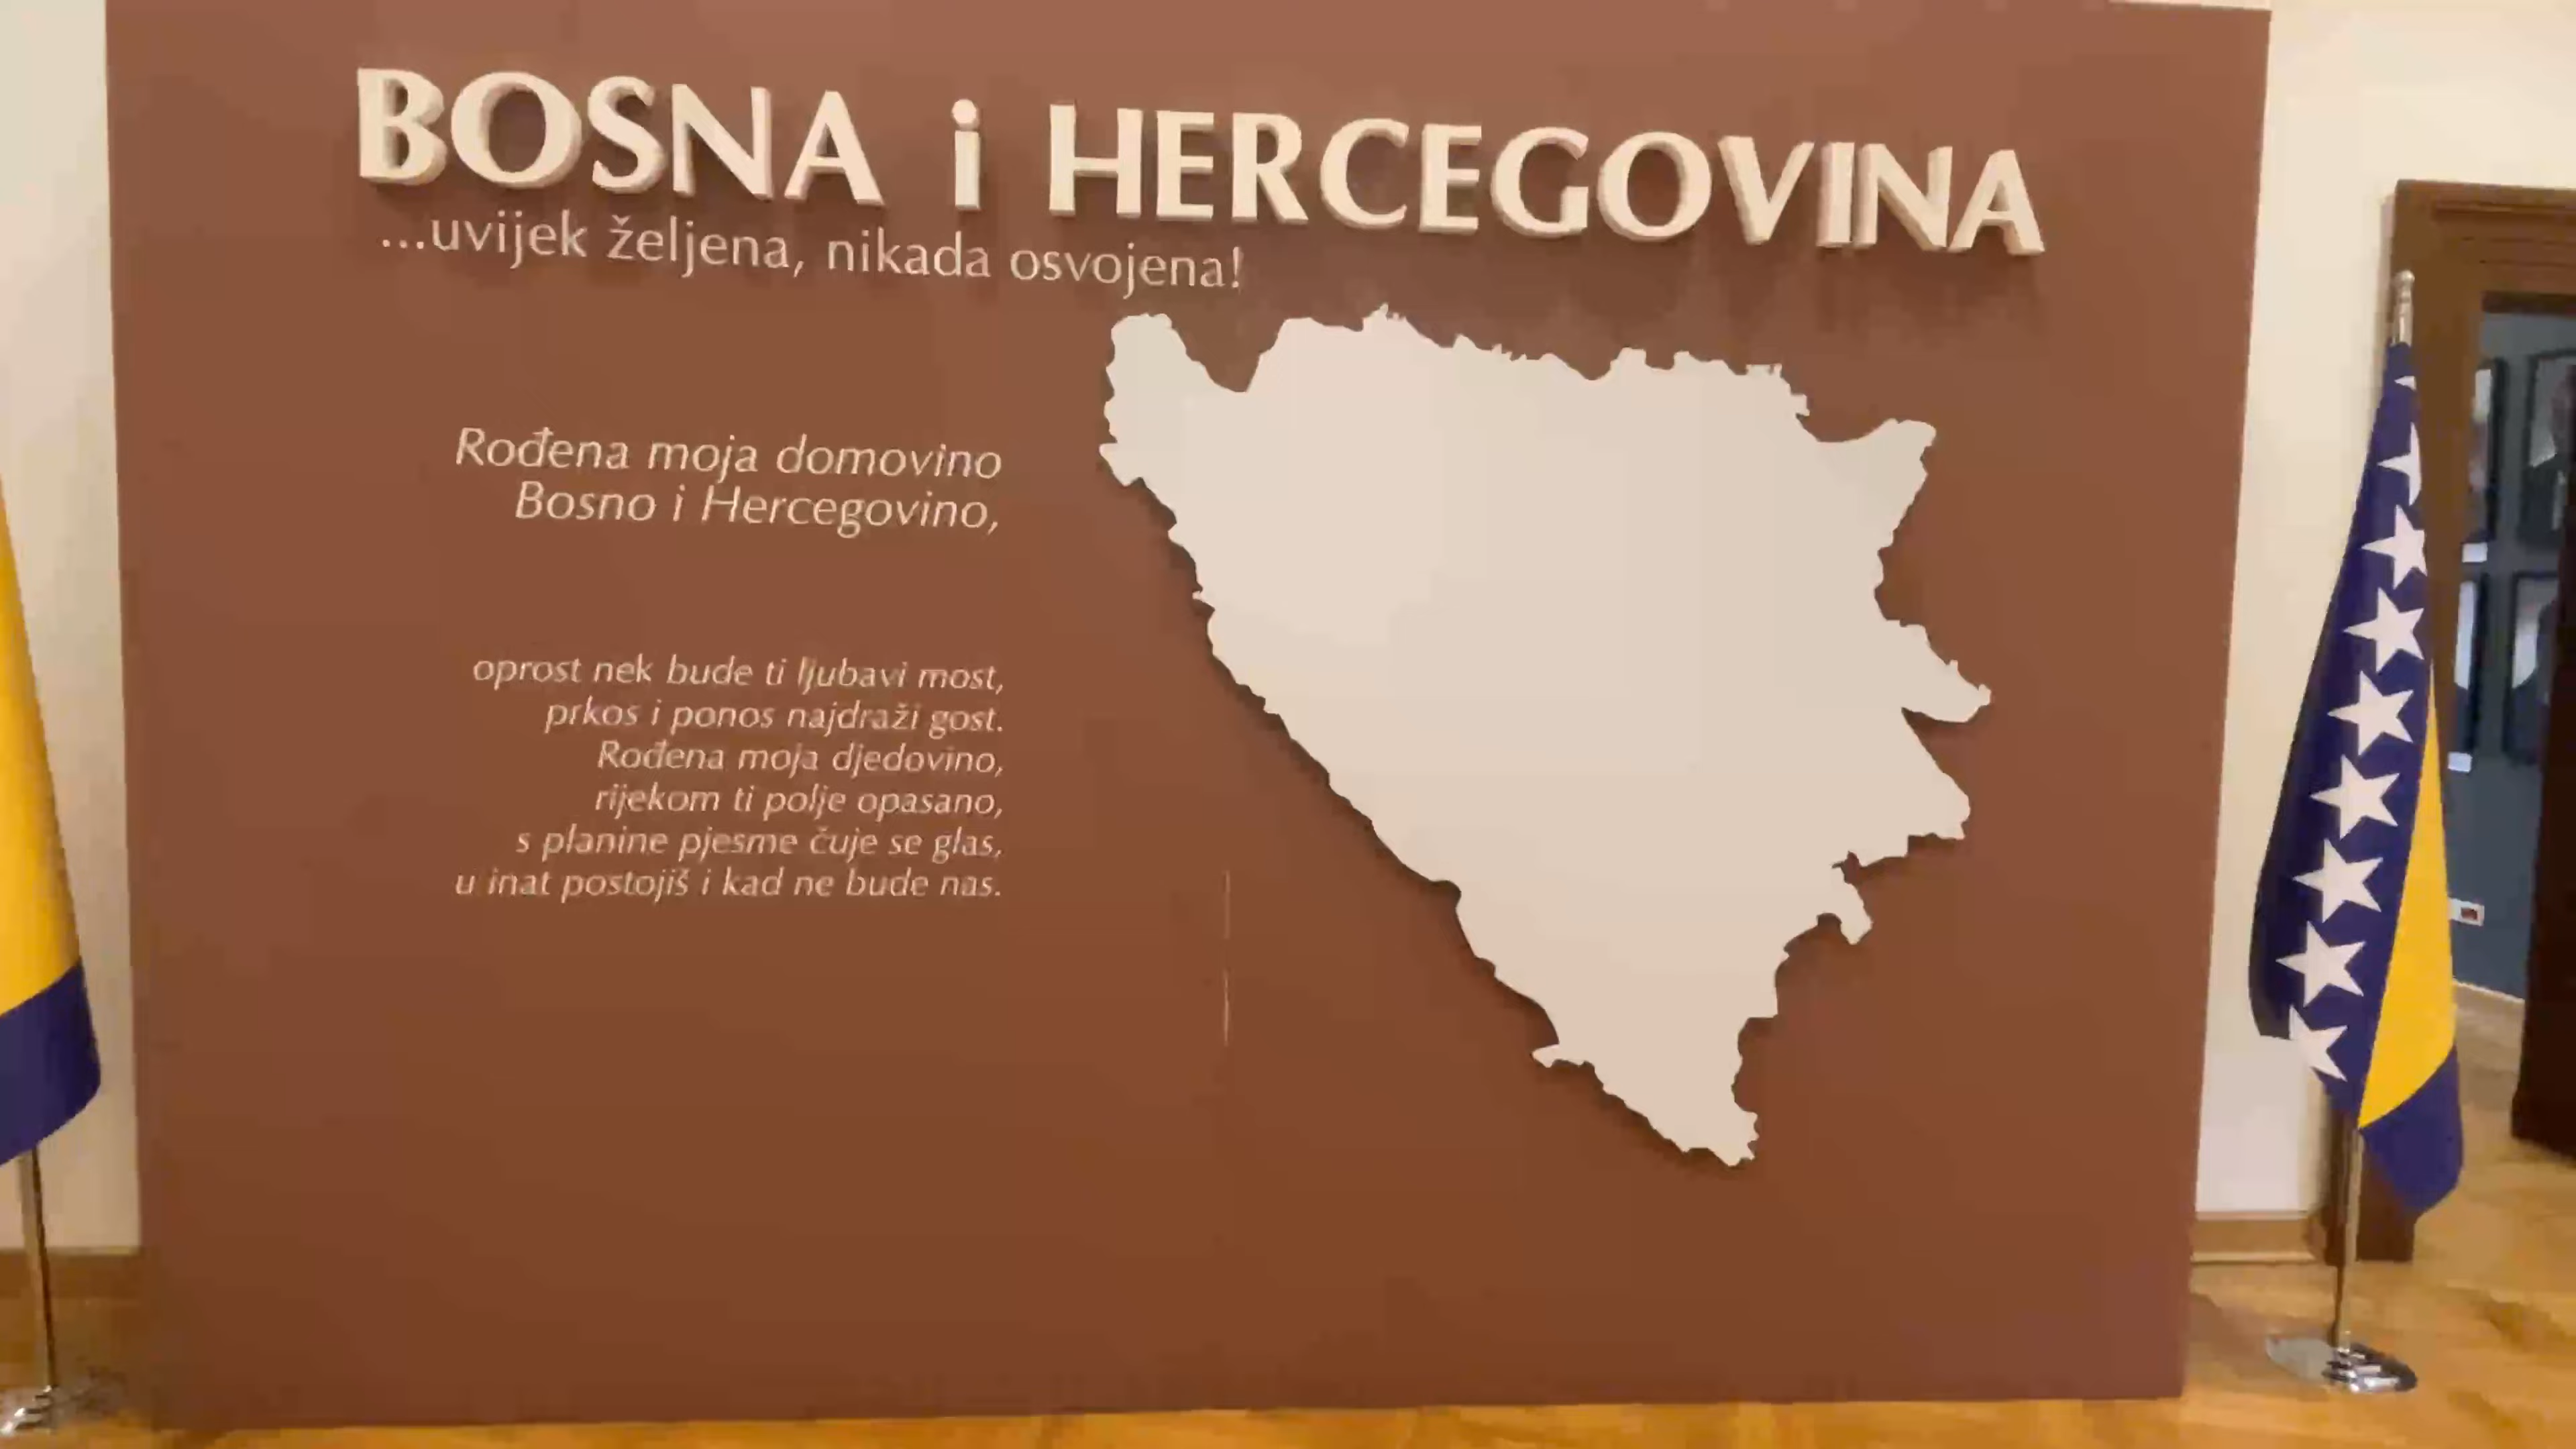 BOSNA i HERCEGOVINA
...uvijek željena, nikada osvojena!
Rođena moja domovino
Bosno i Hercegovino,
oprost nek bude ti ljubavi most,
prkos i ponos najdraži gost.
Rođena moja djedovino,
rijekom ti polje opasano,
s planine pjesme čuje se glas,
u inat postojiš i kad ne bude nas.